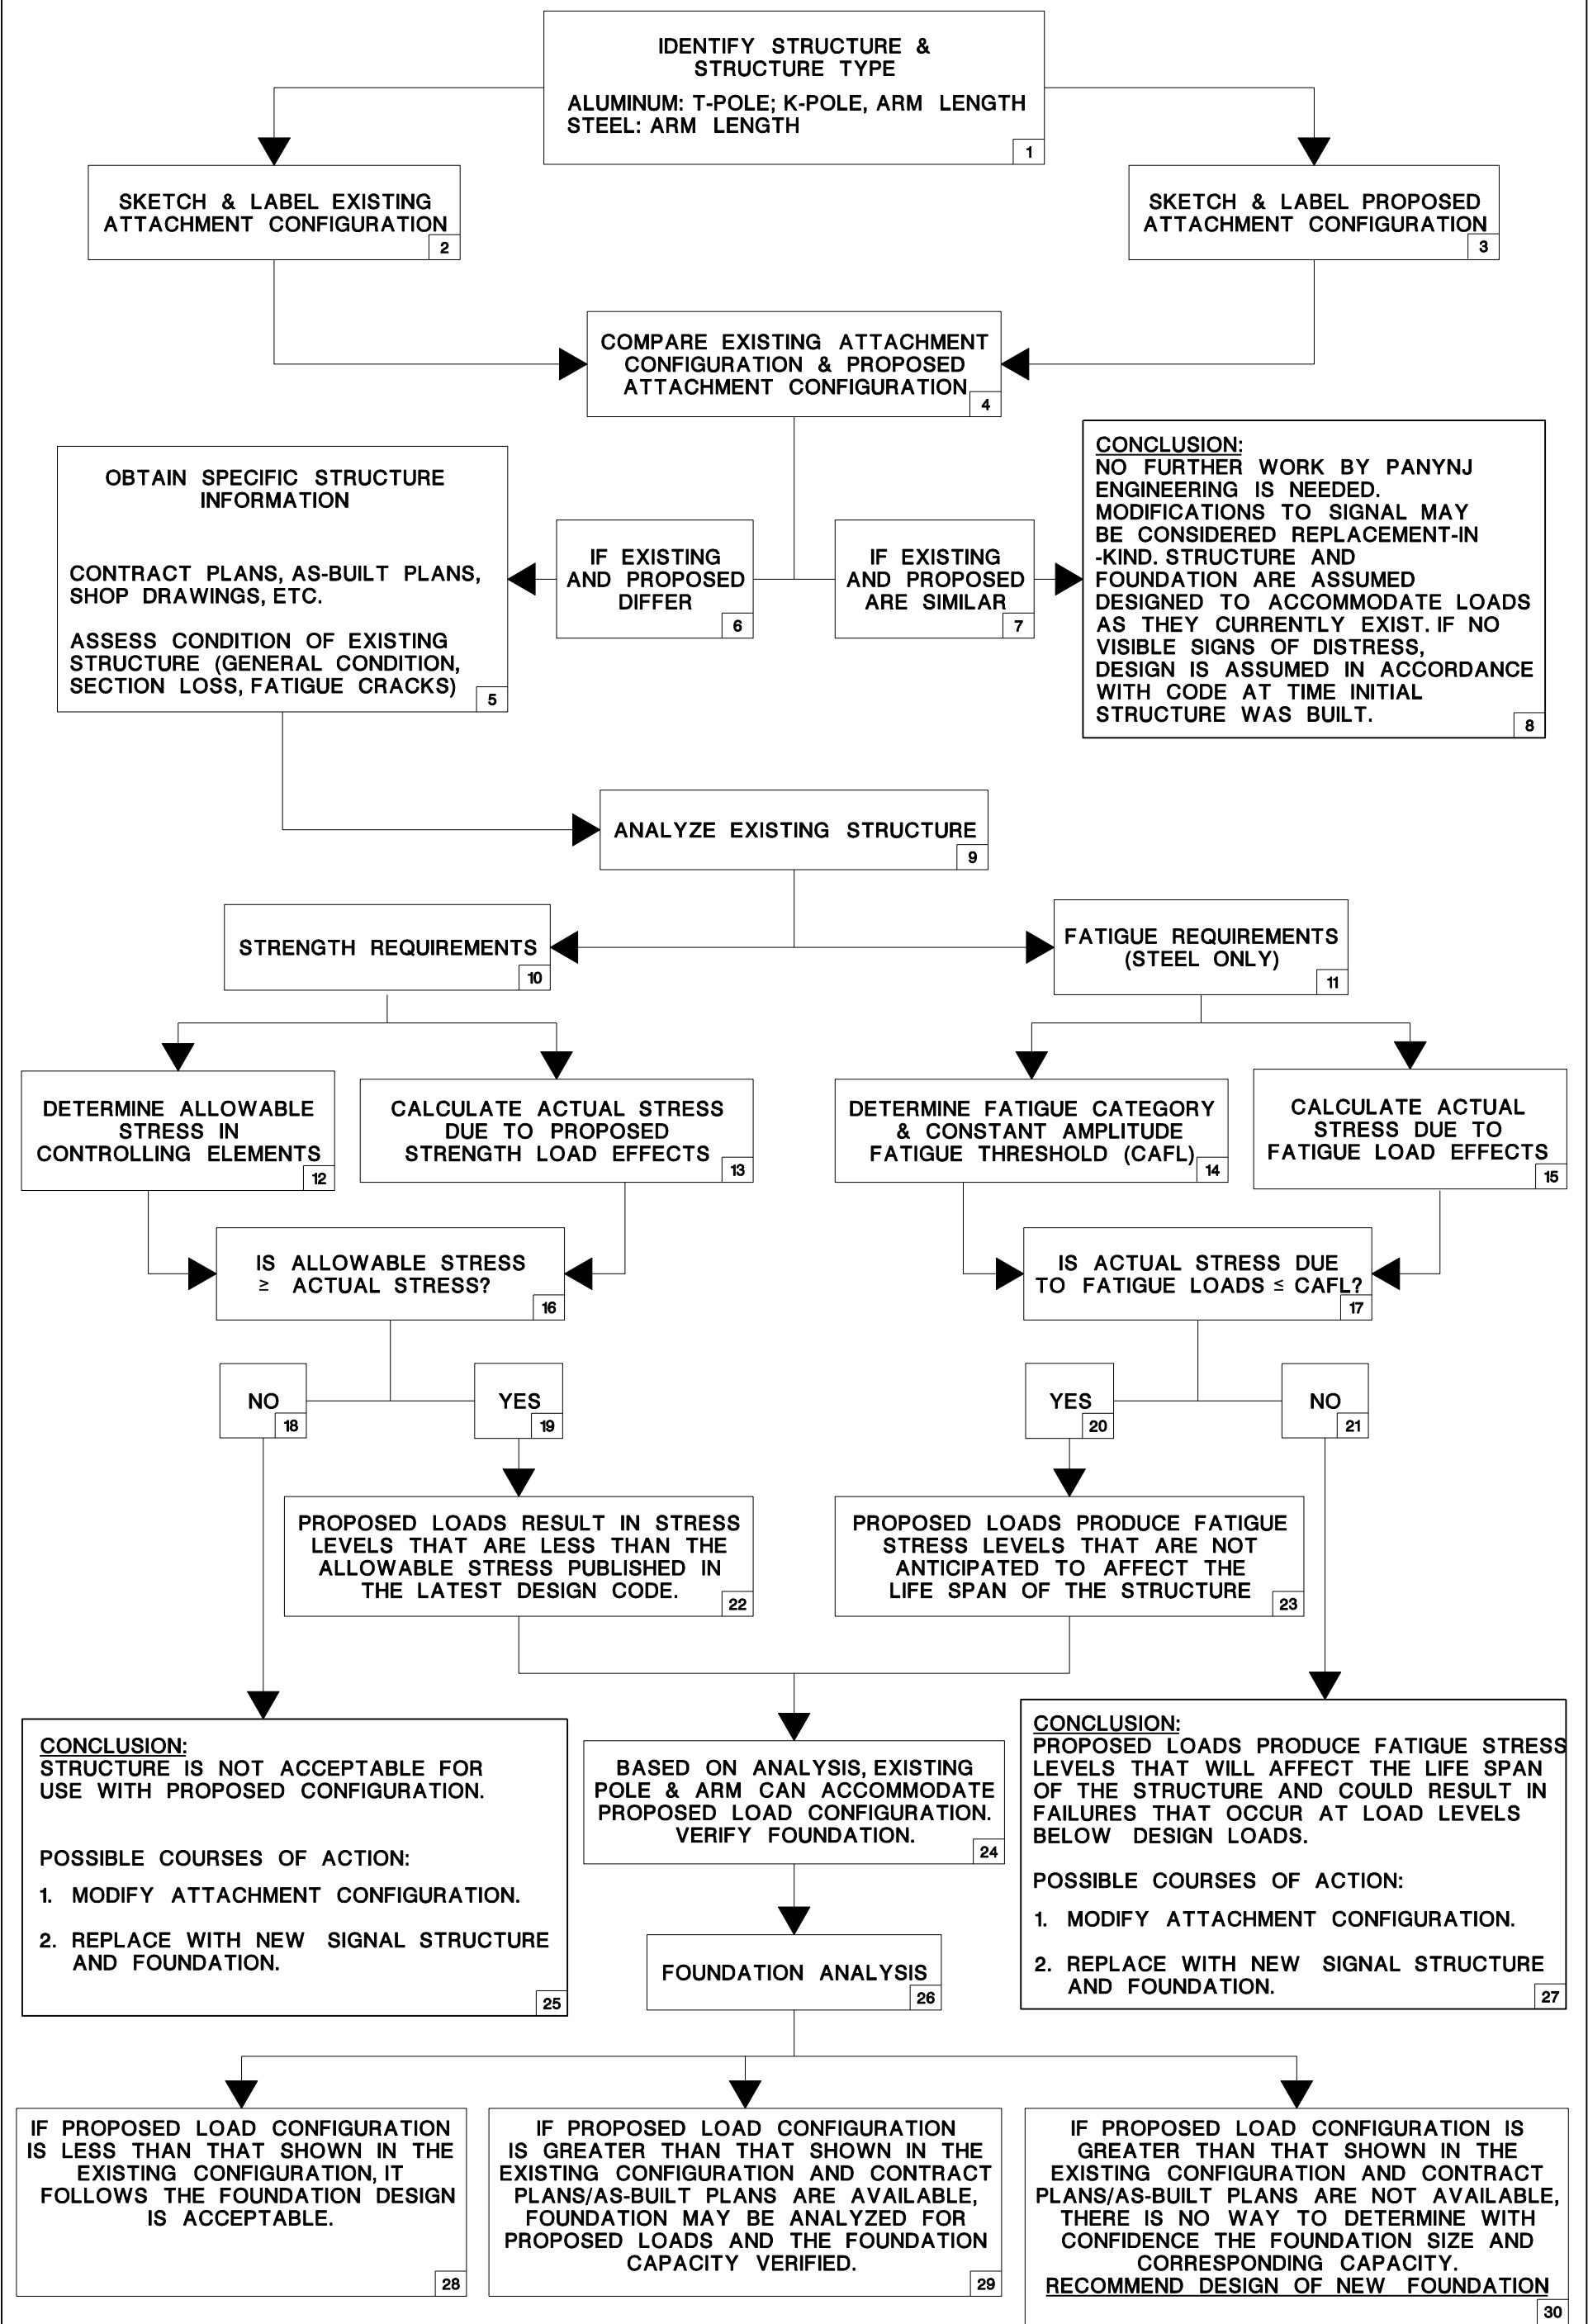 IDENTIFY STRUCTURE &
STRUCTURE TYPE
ALUMINUM: T-POLE; K-POLE, ARM LENGTH
STEEL: ARM LENGTH
1
SKETCH & LABEL EXISTING
ATTACHMENT CONFIGURATION
2
SKETCH & LABEL PROPOSED
ATTACHMENT CONFIGURATION
3
COMPARE EXISTING ATTACHMENT
CONFIGURATION & PROPOSED
ATTACHMENT CONFIGURATION
4
OBTAIN SPECIFIC STRUCTURE
INFORMATION
CONTRACT PLANS, AS-BUILT PLANS,
SHOP DRAWINGS, ETC.
ASSESS CONDITION OF EXISTING
STRUCTURE (GENERAL CONDITION,
SECTION LOSS, FATIGUE CRACKS)
5
IF EXISTING
AND PROPOSED
DIFFER
6
IF EXISTING
AND PROPOSED
ARE SIMILAR
7
CONCLUSION:
NO FURTHER WORK BY PANYNJ
ENGINEERING IS NEEDED.
MODIFICATIONS TO SIGNAL MAY
BE CONSIDERED REPLACEMENT-IN
-KIND. STRUCTURE AND
FOUNDATION ARE ASSUMED
DESIGNED TO ACCOMMODATE LOADS
AS THEY CURRENTLY EXIST. IF NO
VISIBLE SIGNS OF DISTRESS,
DESIGN IS ASSUMED IN ACCORDANCE
WITH CODE AT TIME INITIAL
STRUCTURE WAS BUILT.
8
ANALYZE EXISTING STRUCTURE
9
STRENGTH REQUIREMENTS
10
FATIGUE REQUIREMENTS
(STEEL ONLY)
11
DETERMINE ALLOWABLE
STRESS IN
CONTROLLING ELEMENTS
12
CALCULATE ACTUAL STRESS
DUE TO PROPOSED
STRENGTH LOAD EFFECTS
13
DETERMINE FATIGUE CATEGORY
& CONSTANT AMPLITUDE
FATIGUE THRESHOLD (CAFL)
14
CALCULATE ACTUAL
STRESS DUE TO
FATIGUE LOAD EFFECTS
15
IS ALLOWABLE STRESS
≥ ACTUAL STRESS?
16
IS ACTUAL STRESS DUE
TO FATIGUE LOADS ≤ CAFL?
17
NO
18
YES
19
YES
20
NO
21
PROPOSED LOADS RESULT IN STRESS
LEVELS THAT ARE LESS THAN THE
ALLOWABLE STRESS PUBLISHED IN
THE LATEST DESIGN CODE.
22
PROPOSED LOADS PRODUCE FATIGUE
STRESS LEVELS THAT ARE NOT
ANTICIPATED TO AFFECT THE
LIFE SPAN OF THE STRUCTURE
23
BASED ON ANALYSIS, EXISTING
POLE & ARM CAN ACCOMMODATE
PROPOSED LOAD CONFIGURATION.
VERIFY FOUNDATION.
24
CONCLUSION:
STRUCTURE IS NOT ACCEPTABLE FOR
USE WITH PROPOSED CONFIGURATION.
POSSIBLE COURSES OF ACTION:
1. MODIFY ATTACHMENT CONFIGURATION.
2. REPLACE WITH NEW SIGNAL STRUCTURE
AND FOUNDATION.
25
FOUNDATION ANALYSIS
26
CONCLUSION:
PROPOSED LOADS PRODUCE FATIGUE STRESS
LEVELS THAT WILL AFFECT THE LIFE SPAN
OF THE STRUCTURE AND COULD RESULT IN
FAILURES THAT OCCUR AT LOAD LEVELS
BELOW DESIGN LOADS.
POSSIBLE COURSES OF ACTION:
1. MODIFY ATTACHMENT CONFIGURATION.
2. REPLACE WITH NEW SIGNAL STRUCTURE
AND FOUNDATION.
27
IF PROPOSED LOAD CONFIGURATION
IS LESS THAN THAT SHOWN IN THE
EXISTING CONFIGURATION, IT
FOLLOWS THE FOUNDATION DESIGN
IS ACCEPTABLE.
28
IF PROPOSED LOAD CONFIGURATION
IS GREATER THAN THAT SHOWN IN THE
EXISTING CONFIGURATION AND CONTRACT
PLANS/AS-BUILT PLANS ARE AVAILABLE,
FOUNDATION MAY BE ANALYZED FOR
PROPOSED LOADS AND THE FOUNDATION
CAPACITY VERIFIED.
29
IF PROPOSED LOAD CONFIGURATION IS
GREATER THAN THAT SHOWN IN THE
EXISTING CONFIGURATION AND CONTRACT
PLANS/AS-BUILT PLANS ARE NOT AVAILABLE,
THERE IS NO WAY TO DETERMINE WITH
CONFIDENCE THE FOUNDATION SIZE AND
CORRESPONDING CAPACITY.
RECOMMEND DESIGN OF NEW FOUNDATION
30